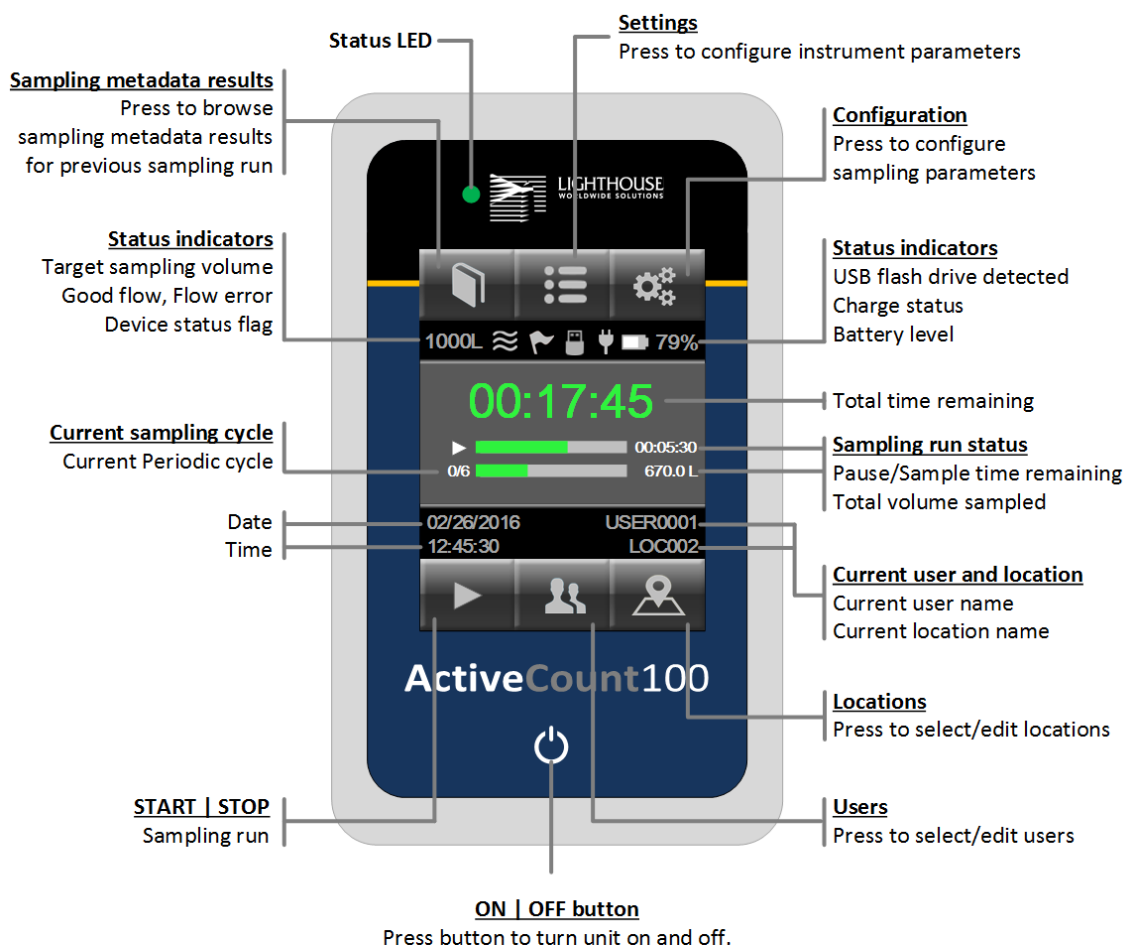 Status LED
Settings
Press to configure instrument parameters
Sampling metadata results
Press to browse
sampling metadata results
for previous sampling run
Configuration
Press to configure
sampling parameters
LIGHTHOUSE
WORLDWIDE SOLUTIONS
Status indicators
Target sampling volume
Good flow, Flow error
Device status flag
Status indicators
USB flash drive detected
Charge status
Battery level
1000L 79%
00:17:45
Total time remaining
00:05:30
0/6 670.0 L
Current sampling cycle
Current Periodic cycle
Sampling run status
Pause/Sample time remaining
Total volume sampled
Date
Time
02/26/2016 USER0001
12:45:30 LOC002
Current user and location
Current user name
Current location name
ActiveCount100
Locations
Press to select/edit locations
START | STOP
Sampling run
Users
Press to select/edit users
ON | OFF button
Press button to turn unit on and off.